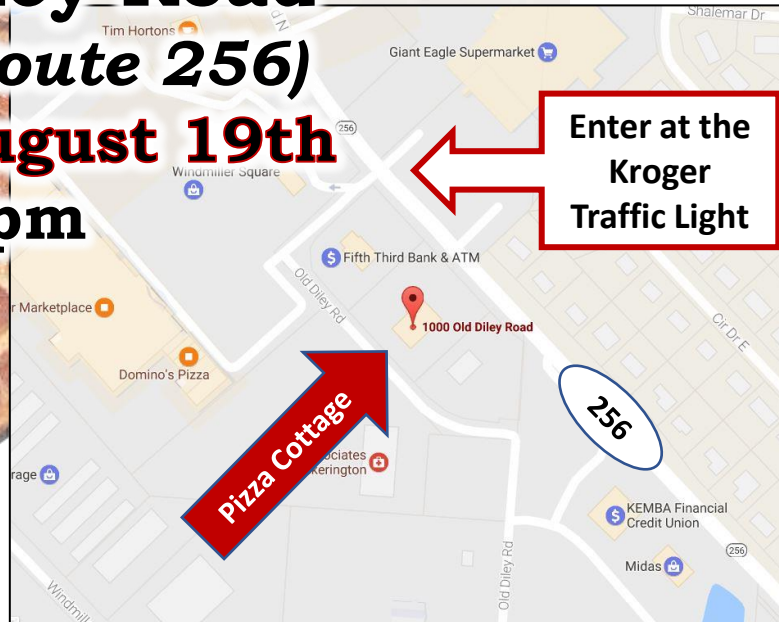 Road
oute 256)
ugust 19th
pm
Shalemar Dr
Tim Hortons
Giant Eagle Supermarket
256
Enter at the
Kroger
Traffic Light
Windmiller Square
Fifth Third Bank & ATM
Old Diley Rd
r Marketplace
1000 Old Diley Road
Cir Dr E
Domino's Pizza
256
Pizza Cottage
ociates
kerington
rage
KEMBA Financial
Credit Union
256
Midas
Old Diley Rd
Windmill